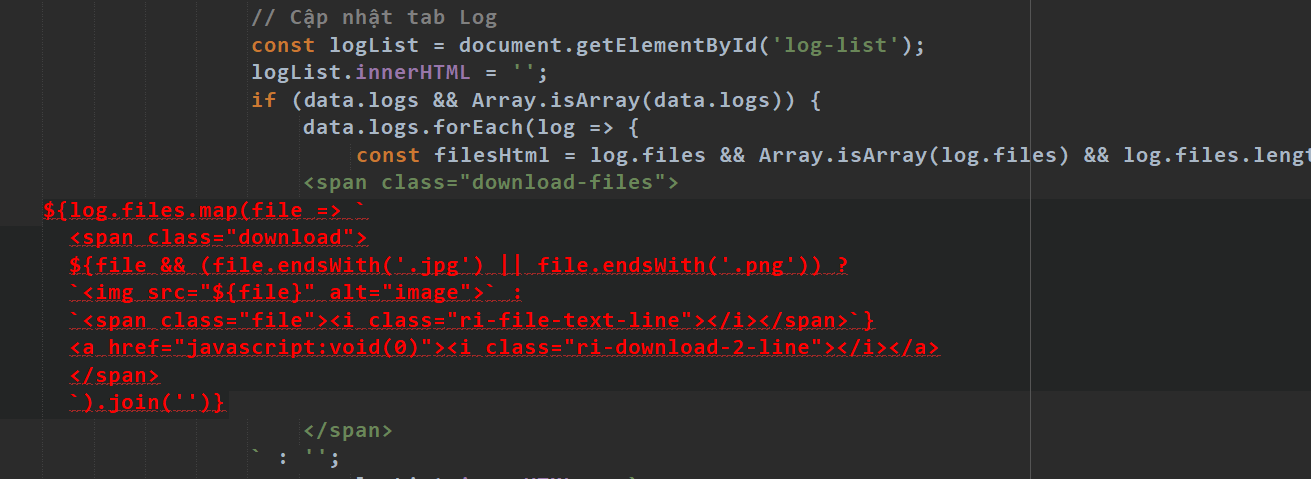 // Cập nhật tab Log
const logList = document.getElementById('log-list');
logList.innerHTML = '';
if (data.logs && Array.isArray(data.logs)) {
data.logs.forEach(log => {
const filesHtml = log.files && Array.isArray(log.files) && log.files.lengt
<span class="download-files">
${log.files.map(file => `
<span class="download">
${file && (file.endsWith('.jpg') || file.endsWith('.png')) ?
`<img src="${file}" alt="image">` :
`<span class="file"><i class="ri-file-text-line"></i></span>`}
<a href="javascript:void(0)"><i class="ri-download-2-line"></i></a>
</span>
`).join('')}
</span>
` : '';